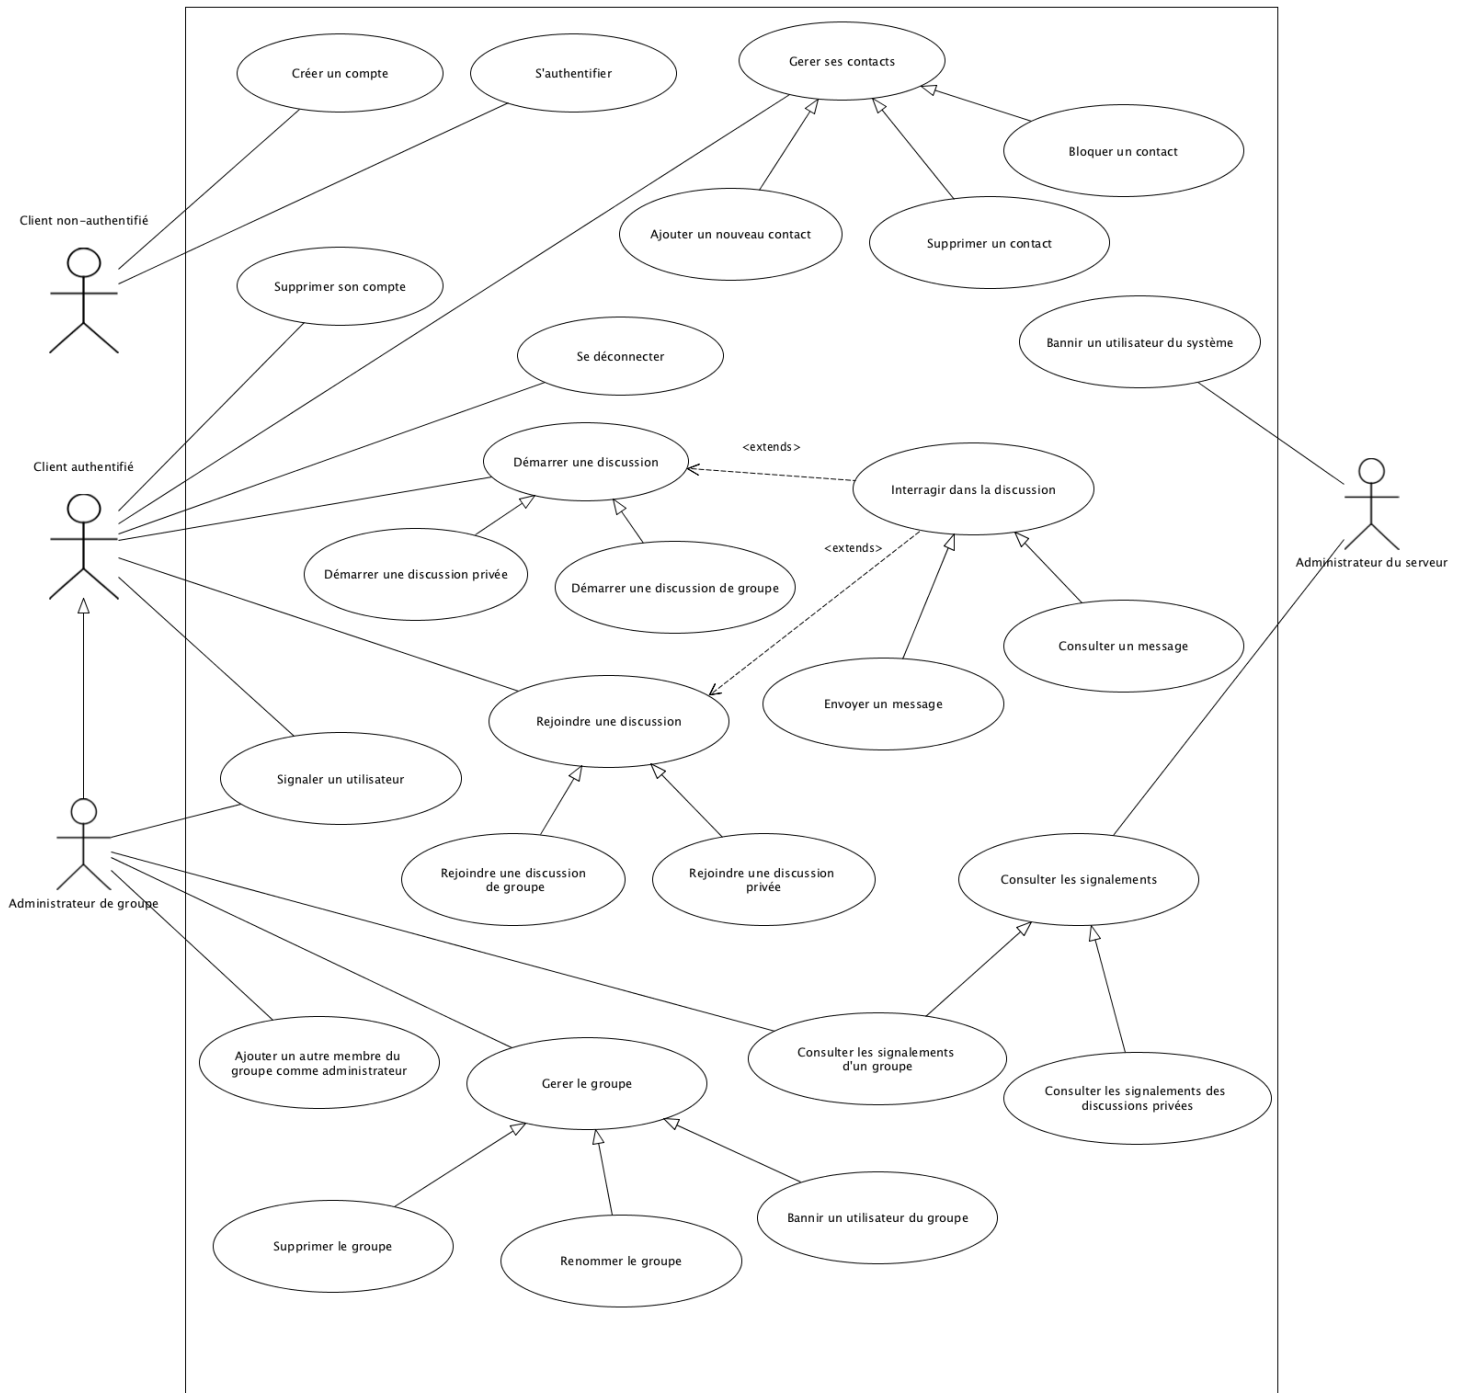 Créer un compte
S'authentifier
Gerer ses contacts
Bloquer un contact
Client non-authentifié
Ajouter un nouveau contact
Supprimer un contact
Supprimer son compte
Bannir un utilisateur du système
Se déconnecter
<extends>
Client authentifié
Démarrer une discussion
Interragir dans la discussion
<extends>
Administrateur du serveur
Démarrer une discussion privée
Démarrer une discussion de groupe
Consulter un message
Envoyer un message
Rejoindre une discussion
Signaler un utilisateur
Rejoindre une discussion
de groupe
Rejoindre une discussion
privée
Consulter les signalements
Administrateur de groupe
Ajouter un autre membre du
groupe comme administrateur
Gerer le groupe
Consulter les signalements
d'un groupe
Consulter les signalements des
discussions privées
Bannir un utilisateur du groupe
Supprimer le groupe
Renommer le groupe